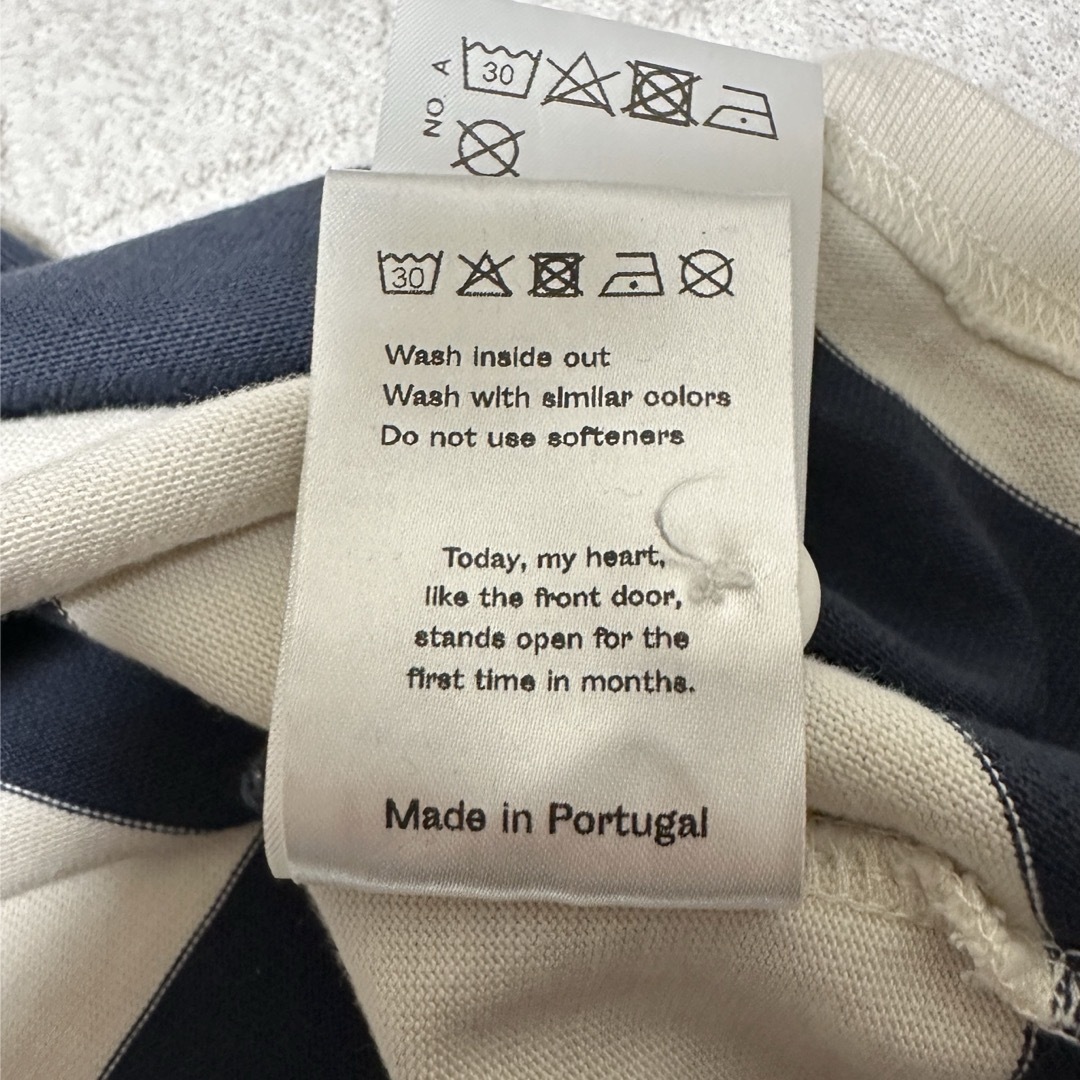 NO. A
30
30
Wash inside out
Wash with similar colors
Do not use softeners
Today, my heart,
like the front door,
stands open for the
first time in months.
Made in Portugal